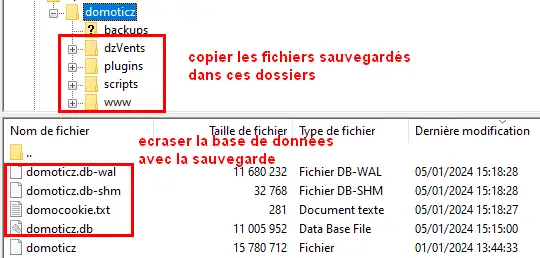 domoticz
backups
dzVents
plugins
scripts
www
copier les fichiers sauvegardés
dans ces dossiers
Nom de fichier Taille de fichier Type de fichier Dernière modification
..
ecraser la base de données
avec la sauvegarde
domoticz.db-wal 11 680 232 Fichier DB-WAL 05/01/2024 15:18:28
domoticz.db-shm 32 768 Fichier DB-SHM 05/01/2024 15:18:28
domocookie.txt 281 Document texte 05/01/2024 15:18:27
domoticz.db 11 005 952 Data Base File 05/01/2024 15:15:00
domoticz 15 780 712 Fichier 01/01/2024 13:44:33